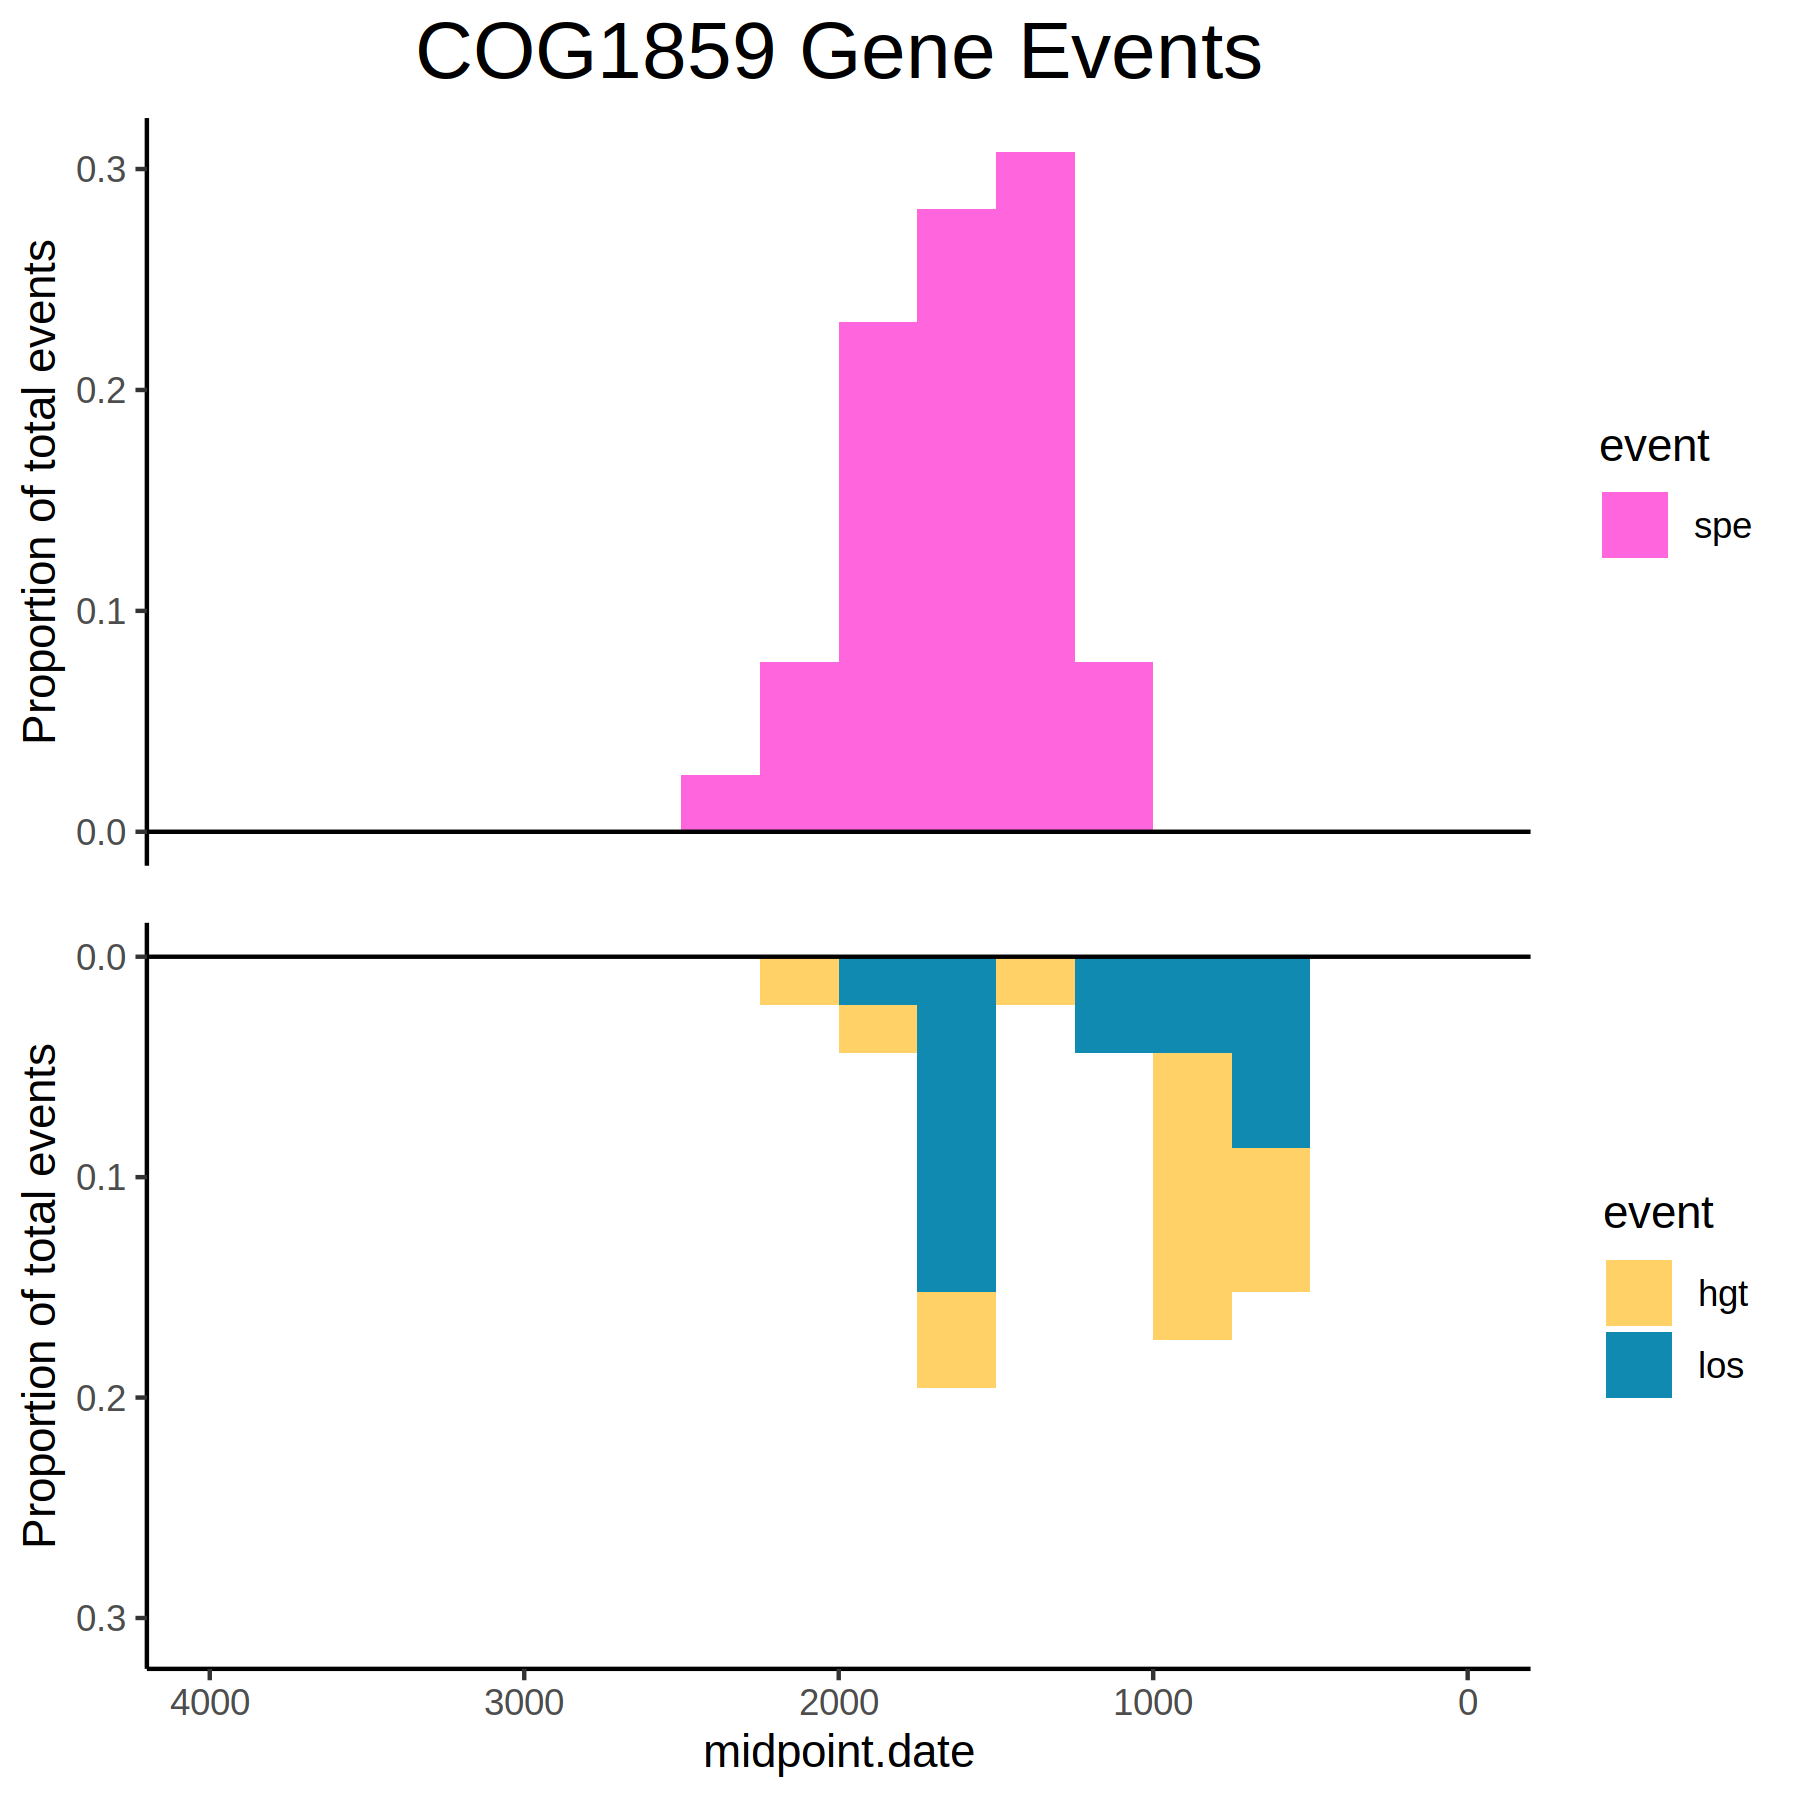 COG1859 Gene Events
Proportion of total events
0.3
0.2
0.1
0.0
event
spe
Proportion of total events
0.0
0.1
0.2
0.3
event
hgt
los
4000 3000 2000 1000 0
midpoint.date